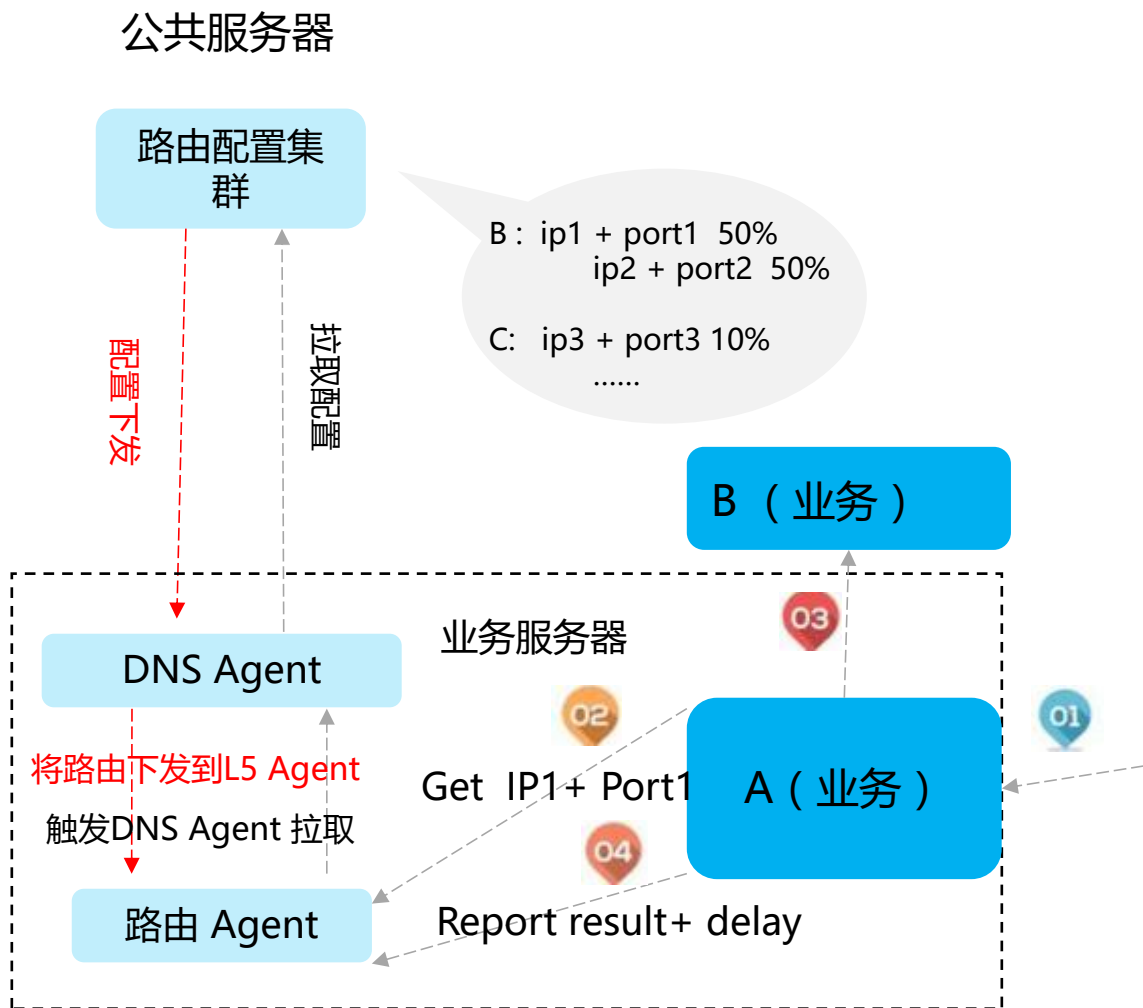 公共服务器
路由配置集
群
B： ip1 + port1 50%
ip2 + port2 50%
C: ip3 + port3 10%
......
配置下发
拉取配置
B （业务）
03
业务服务器
DNS Agent
02
01
将路由下发到L5 Agent
Get IP1+ Port1
A（业务）
触发DNS Agent 拉取
04
路由 Agent
Report result+ delay